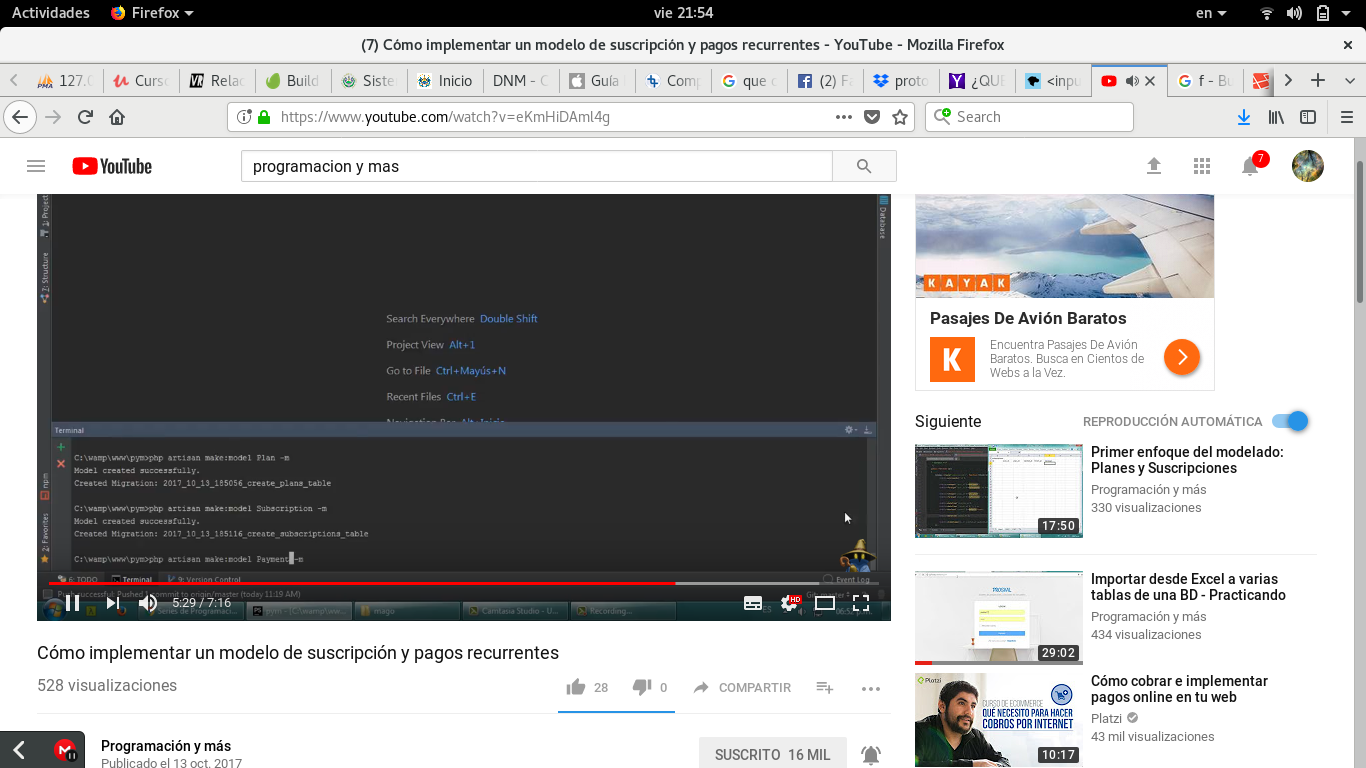 Actividades Firefox vie 21:54 en
(7) Cómo implementar un modelo de suscripción y pagos recurrentes - YouTube - Mozilla Firefox
127.0 Curso Relac Build Siste Inicio DNM - C Guía Comp que c (2) Fa proto ¿QUE <inpu f - Bu
https://www.youtube.com/watch?v=eKmHiDAml4g Search
YouTube programacion y mas 7
1: Project
Database
Z: Structure
Search Everywhere Double Shift
Project View Alt+1
Go to File Ctrl+Mayús+N
Recent Files Ctrl+E
Navigation Bar Alt+Inicio
Terminal
C:\wamp\www\pym>php artisan make:model Plan -m
Model created successfully.
Created Migration: 2017_10_13_185056_create_plans_table
C:\wamp\www\pym>php artisan make:model Subscription -m
Model created successfully.
Created Migration: 2017_10_13_185116_create_subscriptions_table
C:\wamp\www\pym>php artisan make:model Payment -m
npm
2: Favorites
6: TODO Terminal 9: Version Control Event Log
Push successful: Pushed 1 commit to origin/master (today 11:19 AM) Git: master
5:29 / 7:16 HD
Series de Programac... pym - [C:\wamp\ww... mago Camtasia Studio - U... Recording... ES
Cómo implementar un modelo de suscripción y pagos recurrentes
528 visualizaciones
28 0 COMPARTIR
Programación y más
Publicado el 13 oct. 2017
SUSCRITO 16 MIL
KAYAK
Pasajes De Avión Baratos
K
Encuentra Pasajes De Avión
Baratos. Busca en Cientos de
Webs a la Vez.
Siguiente REPRODUCCIÓN AUTOMÁTICA
Primer enfoque del modelado:
Planes y Suscripciones
Programación y más
330 visualizaciones
17:50
Importar desde Excel a varias
tablas de una BD - Practicando
Programación y más
434 visualizaciones
29:02
Cómo cobrar e implementar
pagos online en tu web
Platzi
43 mil visualizaciones
Platzi
CURSO DE ECOMMERCE
QUÉ NECESITO PARA HACER
COBROS POR INTERNET
10:17